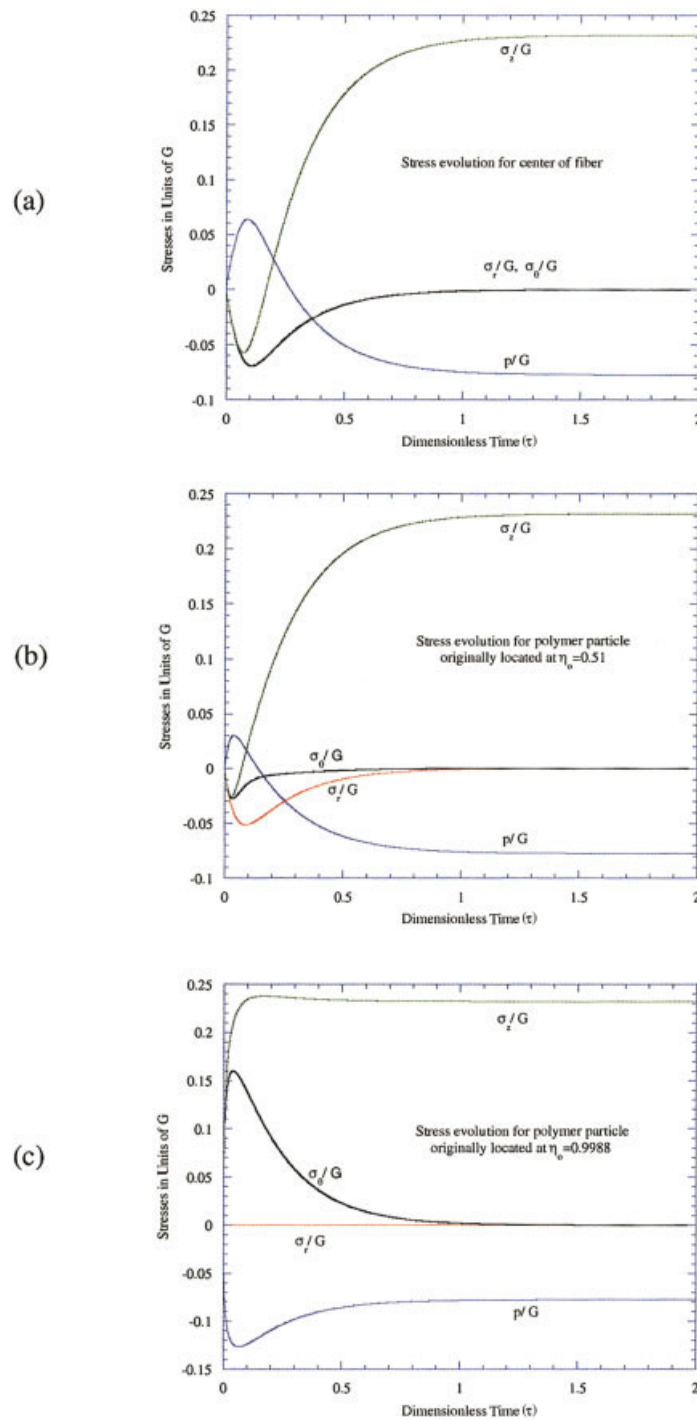 (a)
Stresses in Units of G
0.25
0.2
0.15
0.1
0.05
0
-0.05
-0.1
σz/G
Stress evolution for center of fiber
σr/G, σθ/G
p/G
0
0.5
1
1.5
2
Dimensionless Time (τ)
(b)
Stresses in Units of G
0.25
0.2
0.15
0.1
0.05
0
-0.05
-0.1
σz/G
Stress evolution for polymer particle
originally located at ηo=0.51
σθ/G
σr/G
p/G
0
0.5
1
1.5
2
Dimensionless Time (τ)
(c)
Stresses in Units of G
0.25
0.2
0.15
0.1
0.05
0
-0.05
-0.1
-0.15
σz/G
Stress evolution for polymer particle
originally located at ηo=0.9988
σθ/G
σr/G
p/G
0
0.5
1
1.5
2
Dimensionless Time (τ)